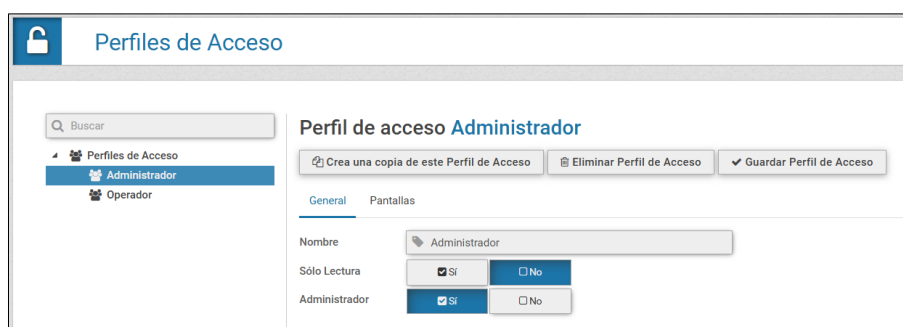 Perfiles de Acceso
Buscar
Perfiles de Acceso
Administrador
Operador
Perfil de acceso Administrador
Crea una copia de este Perfil de Acceso Eliminar Perfil de Acceso Guardar Perfil de Acceso
General Pantallas
Nombre Administrador
Sólo Lectura Sí No
Administrador Sí No